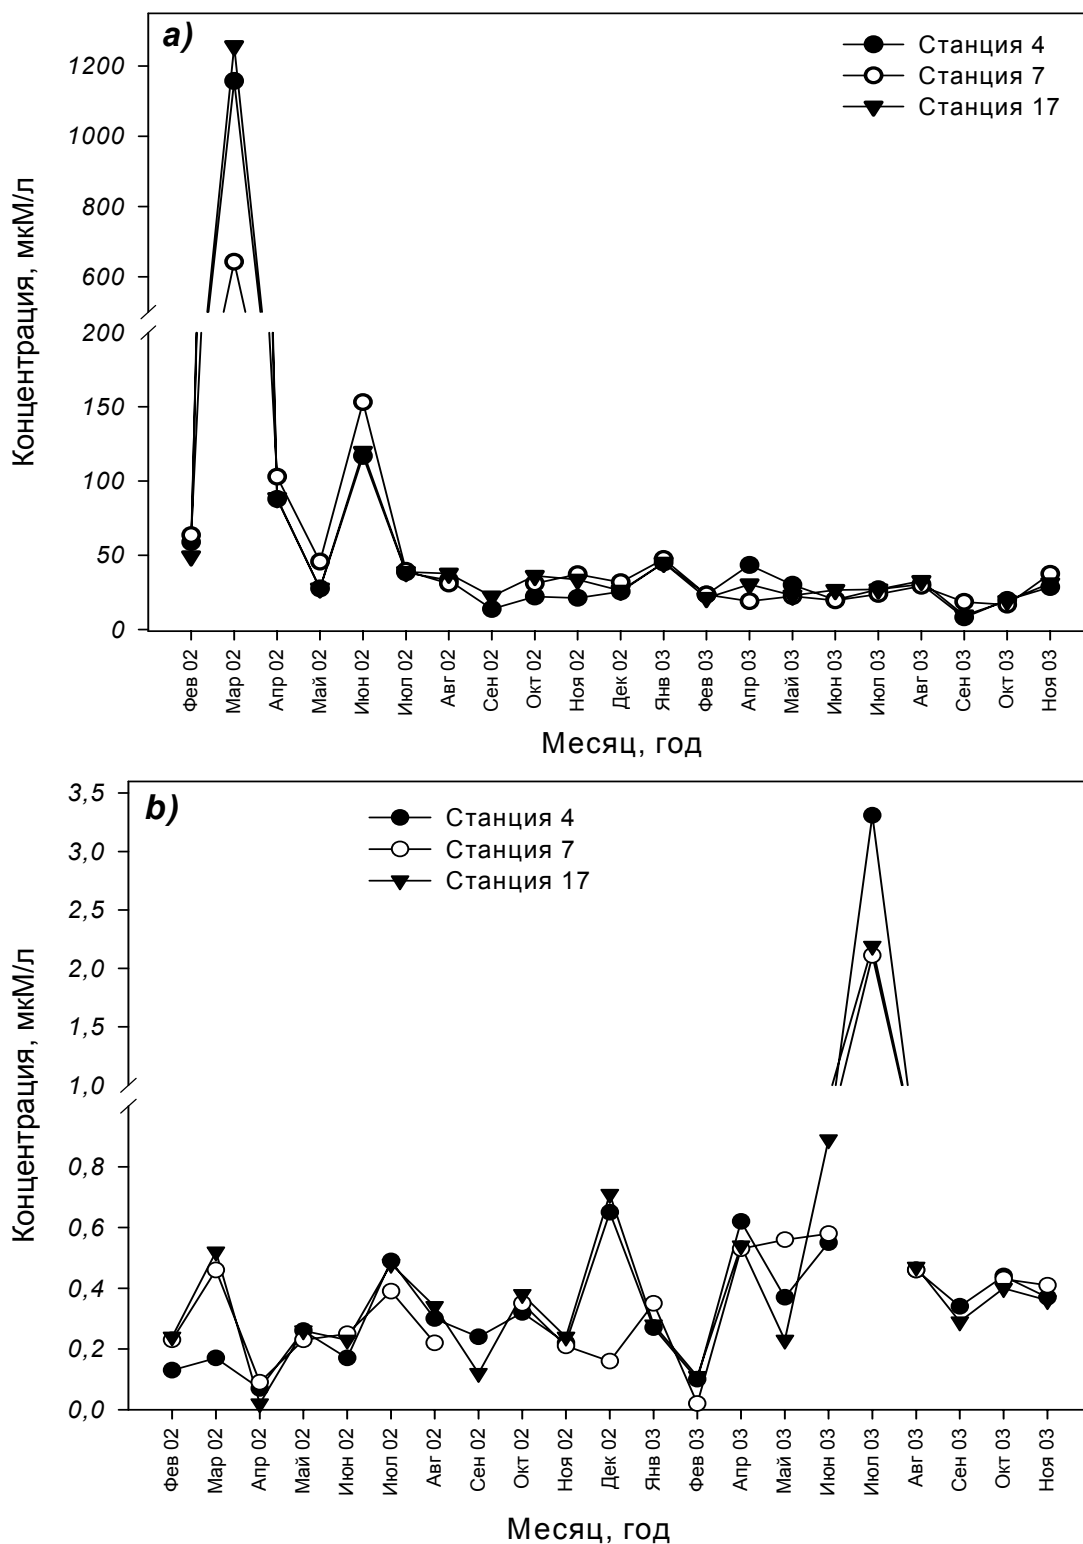 a)
Станция 4
Станция 7
Станция 17
Концентрация, мкМ/л
1200
1000
800
600
200
150
100
50
0
Фев 02
Мар 02
Апр 02
Май 02
Июн 02
Июл 02
Авг 02
Сен 02
Окт 02
Ноя 02
Дек 02
Янв 03
Фев 03
Апр 03
Май 03
Июн 03
Июл 03
Авг 03
Сен 03
Окт 03
Ноя 03
Месяц, год
b)
Станция 4
Станция 7
Станция 17
Концентрация, мкМ/л
3,5
3,0
2,5
2,0
1,5
1,0
0,8
0,6
0,4
0,2
0,0
Фев 02
Мар 02
Апр 02
Май 02
Июн 02
Июл 02
Авг 02
Сен 02
Окт 02
Ноя 02
Дек 02
Янв 03
Фев 03
Апр 03
Май 03
Июн 03
Июл 03
Авг 03
Сен 03
Окт 03
Ноя 03
Месяц, год